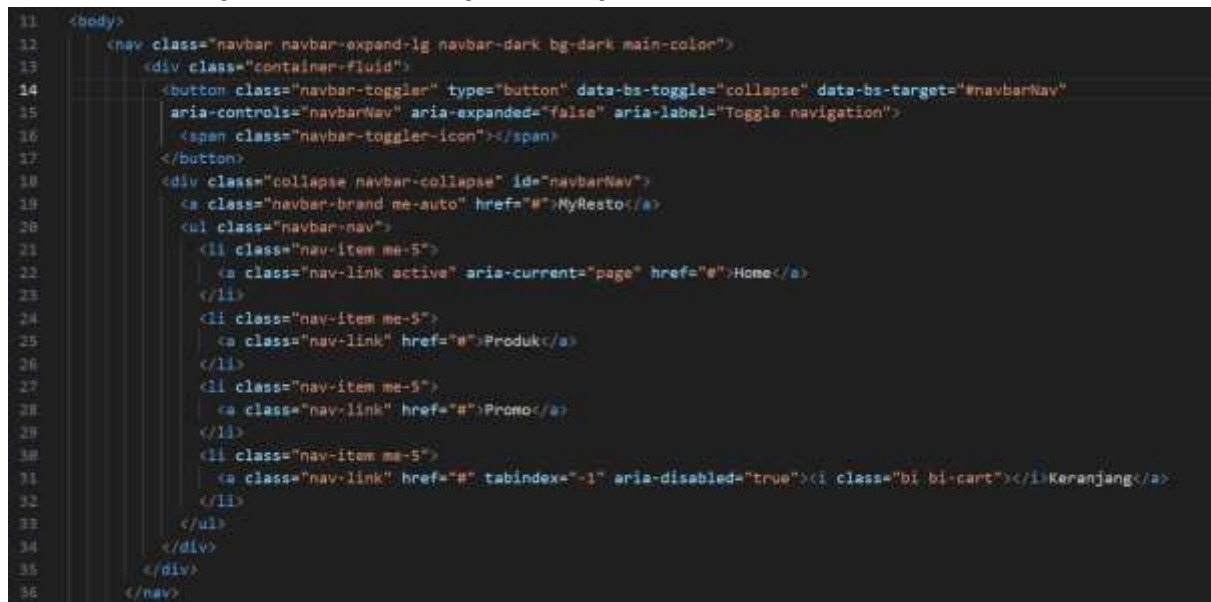 11 <body>
12 <nav class="navbar navbar-expand-lg navbar-dark bg-dark main-color">
13 <div class="container-fluid">
14 <button class="navbar-toggler" type="button" data-bs-toggle="collapse" data-bs-target="#navbarNav"
15 aria-controls="navbarNav" aria-expanded="false" aria-label="Toggle navigation">
16 <span class="navbar-toggler-icon"></span>
17 </button>
18 <div class="collapse navbar-collapse" id="navbarNav">
19 <a class="navbar-brand me-auto" href="#">MyResto</a>
20 <ul class="navbar-nav">
21 <li class="nav-item me-5">
22 <a class="nav-link active" aria-current="page" href="#">Home</a>
23 </li>
24 <li class="nav-item me-5">
25 <a class="nav-link" href="#">Produk</a>
26 </li>
27 <li class="nav-item me-5">
28 <a class="nav-link" href="#">Promo</a>
29 </li>
30 <li class="nav-item me-5">
31 <a class="nav-link" href="#" tabindex="-1" aria-disabled="true"><i class="bi bi-cart"></i>Keranjang</a>
32 </li>
33 </ul>
34 </div>
35 </div>
36 </nav>